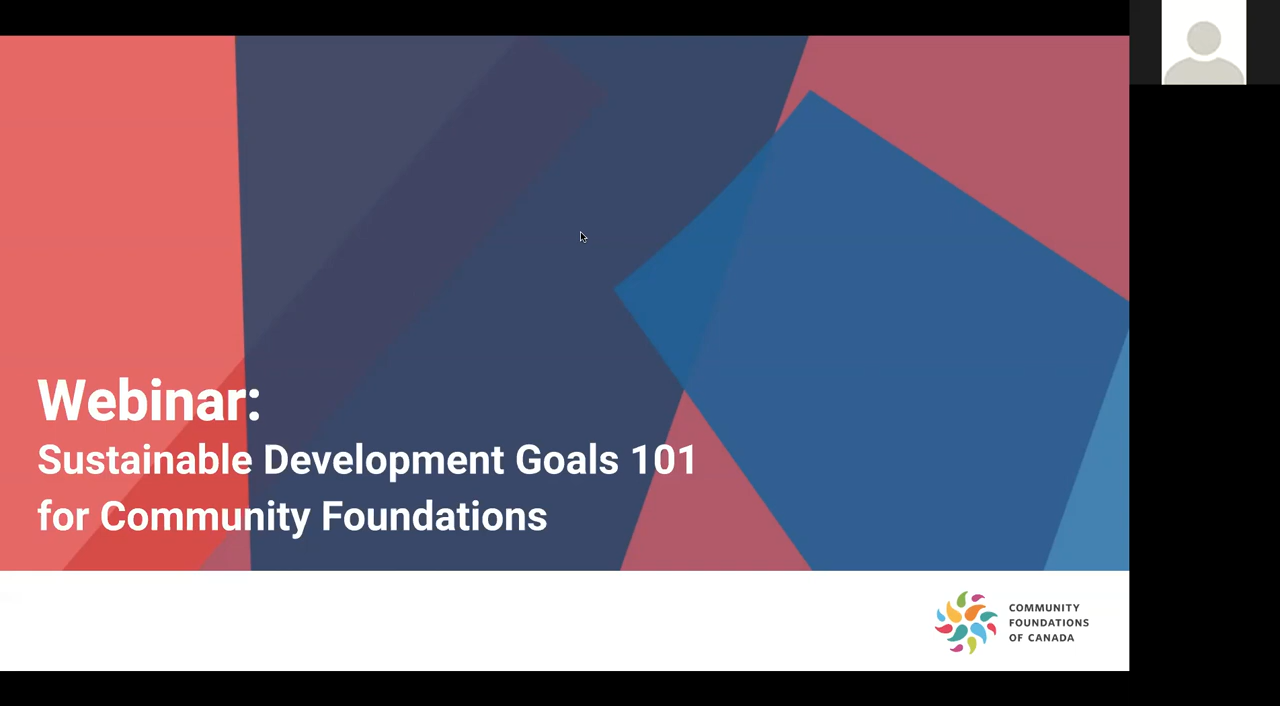 Webinar:
Sustainable Development Goals 101
for Community Foundations
COMMUNITY
FOUNDATIONS
OF CANADA